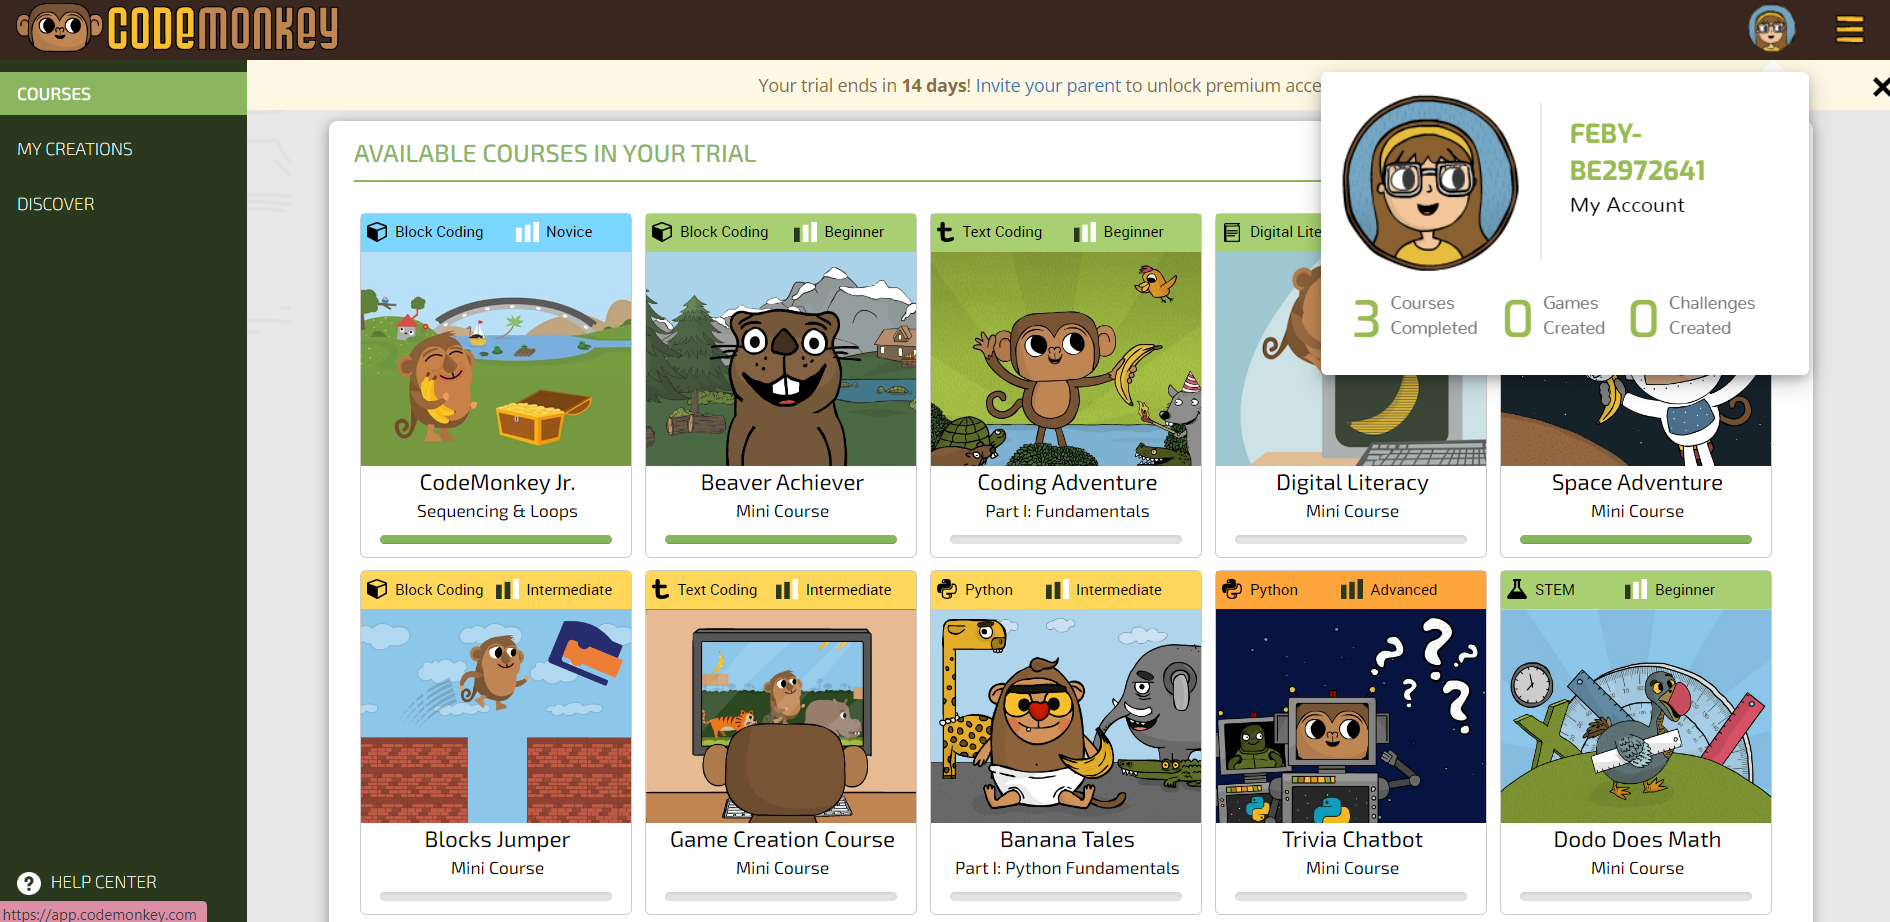 CODEMONKEY
COURSES
MY CREATIONS
DISCOVER
HELP CENTER
https://app.codemonkey.com
Your trial ends in 14 days! Invite your parent to unlock premium acce
FEBY-
BE2972641
My Account
3 Courses Completed
0 Games Created
0 Challenges Created
AVAILABLE COURSES IN YOUR TRIAL
Block Coding Novice
CodeMonkey Jr.
Sequencing & Loops
Block Coding Beginner
Beaver Achiever
Mini Course
Text Coding Beginner
Coding Adventure
Part I: Fundamentals
Digital Lite
Digital Literacy
Mini Course
Space Adventure
Mini Course
Block Coding Intermediate
Blocks Jumper
Mini Course
Text Coding Intermediate
Game Creation Course
Mini Course
Python Intermediate
Banana Tales
Part I: Python Fundamentals
Python Advanced
Trivia Chatbot
Mini Course
STEM Beginner
Dodo Does Math
Mini Course